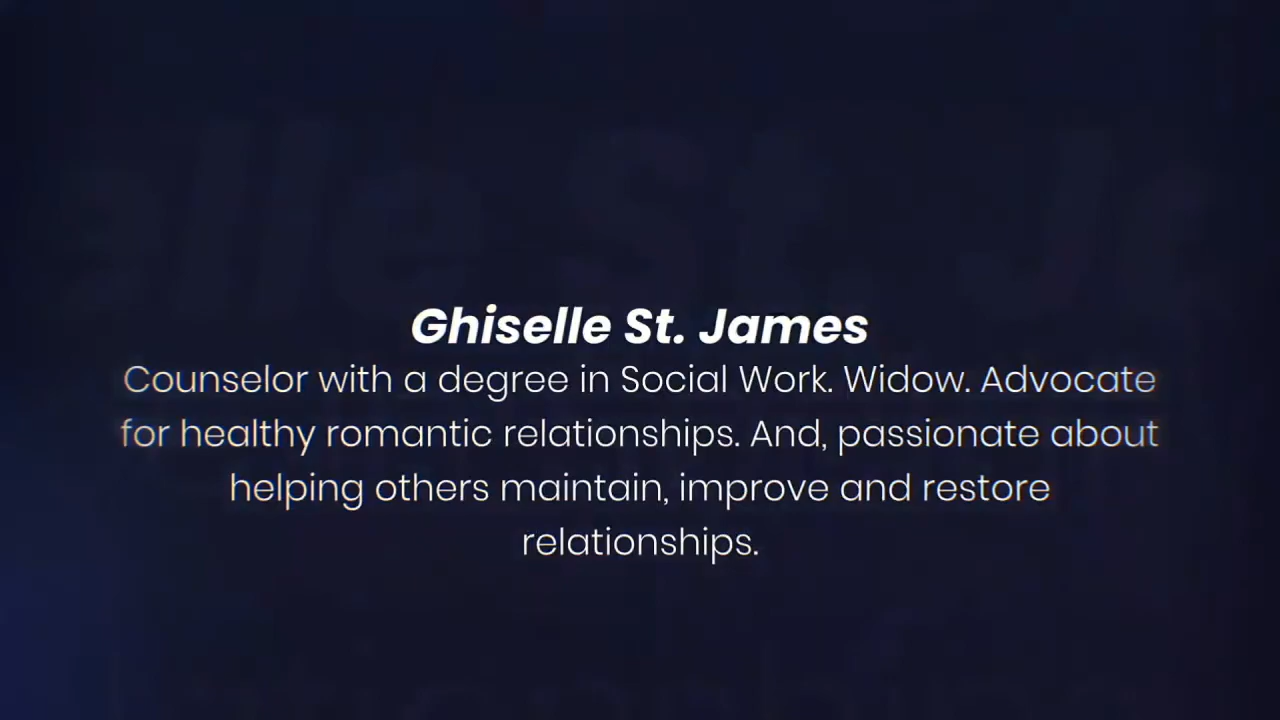 Ghiselle St. James
Counselor with a degree in Social Work. Widow. Advocate
for healthy romantic relationships. And, passionate about
helping others maintain, improve and restore
relationships.